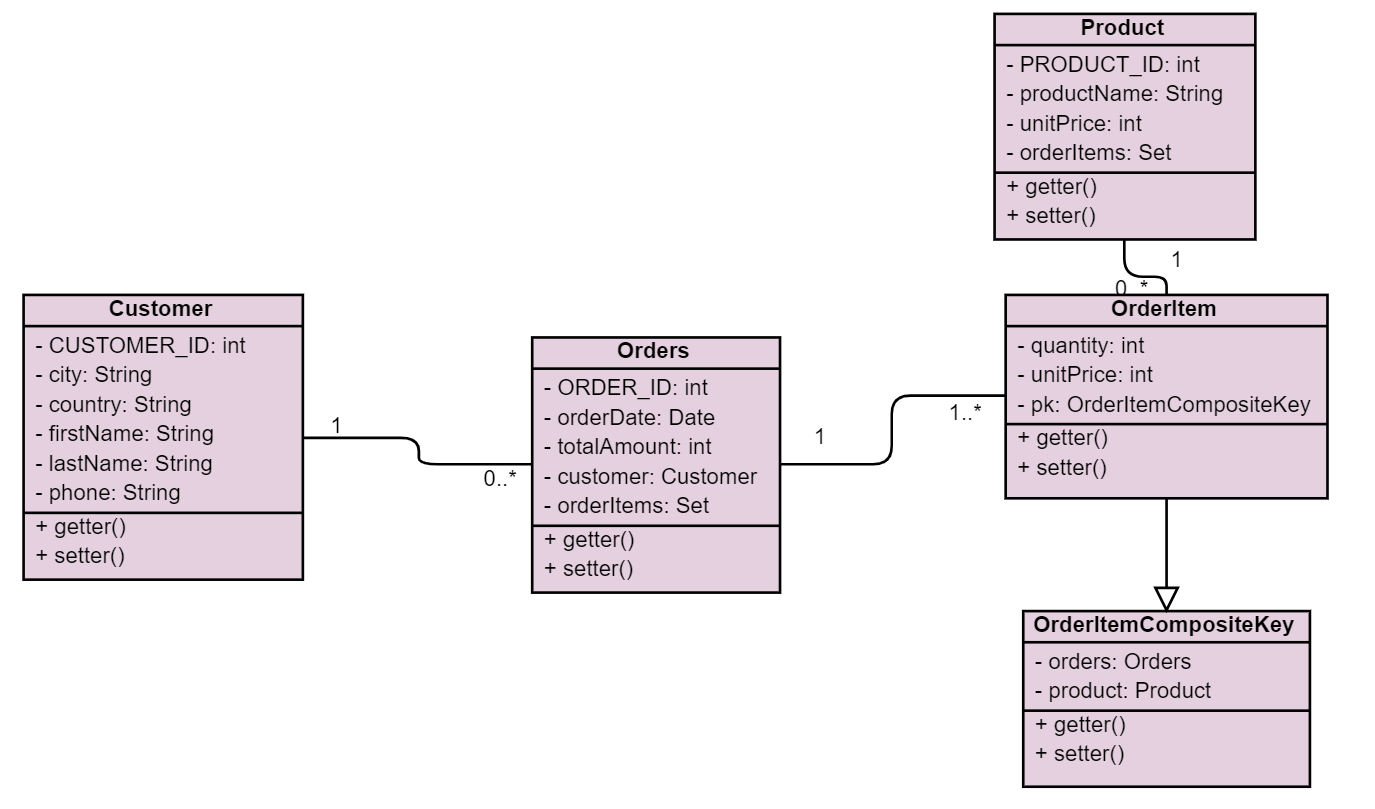 Product
- PRODUCT_ID: int
- productName: String
- unitPrice: int
- orderItems: Set
+ getter()
+ setter()
1
0..*
Customer
- CUSTOMER_ID: int
- city: String
- country: String
- firstName: String
- lastName: String
- phone: String
+ getter()
+ setter()
1
0..*
Orders
- ORDER_ID: int
- orderDate: Date
- totalAmount: int
- customer: Customer
- orderItems: Set
+ getter()
+ setter()
1
1..*
OrderItem
- quantity: int
- unitPrice: int
- pk: OrderItemCompositeKey
+ getter()
+ setter()
OrderItemCompositeKey
- orders: Orders
- product: Product
+ getter()
+ setter()